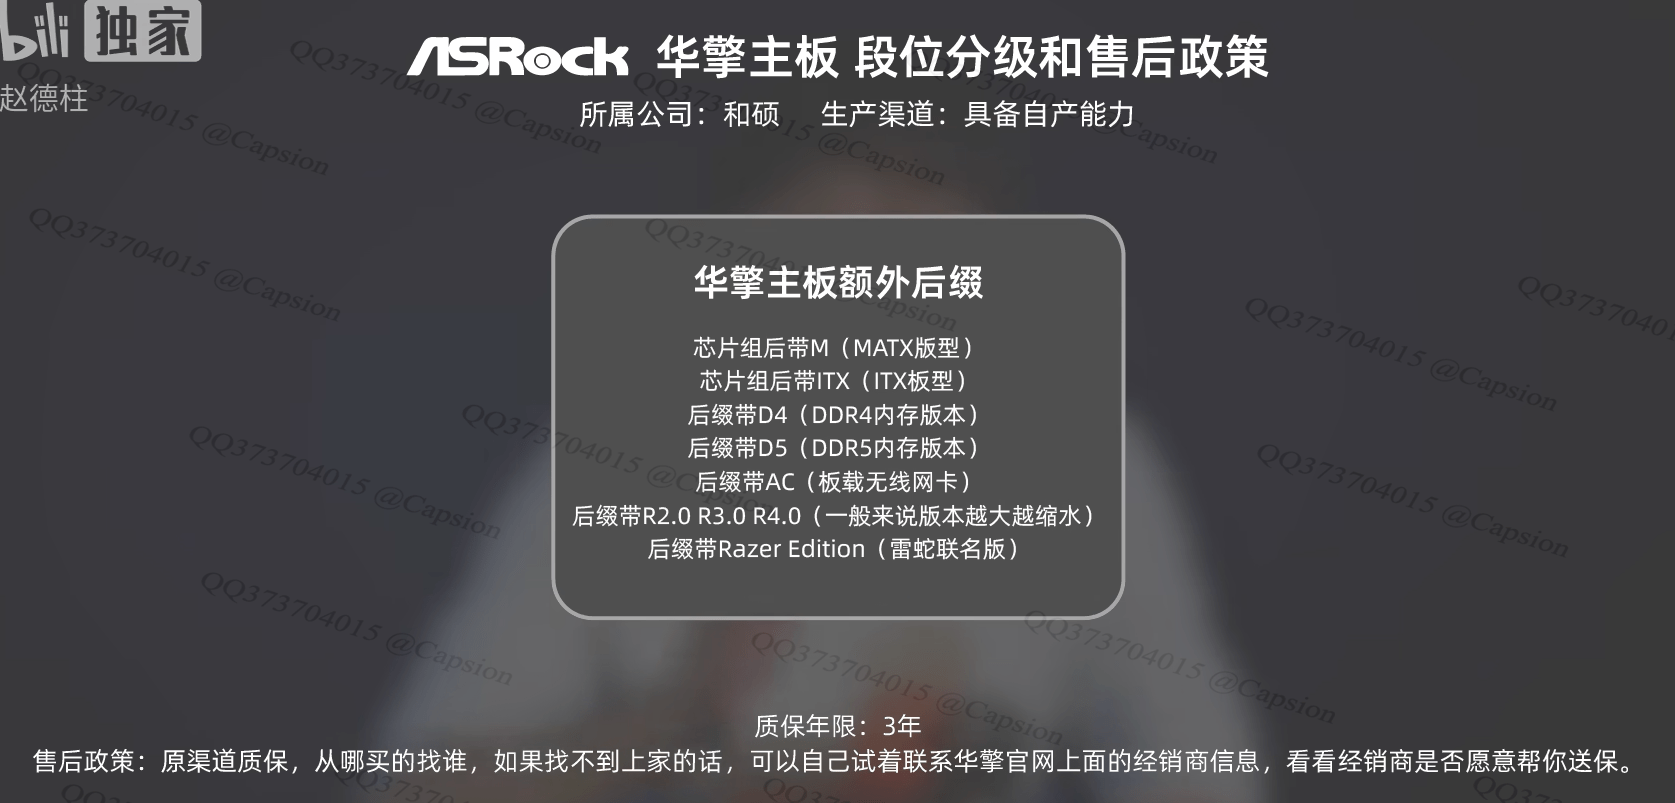 bili 独家
赵德柱
ASRock 华擎主板 段位分级和售后政策
所属公司：和硕 生产渠道：具备自产能力
华擎主板额外后缀
芯片组后带M（MATX版型）
芯片组后带ITX（ITX板型）
后缀带D4（DDR4内存版本）
后缀带D5（DDR5内存版本）
后缀带AC（板载无线网卡）
后缀带R2.0 R3.0 R4.0（一般来说版本越大越缩水）
后缀带Razer Edition（雷蛇联名版）
质保年限：3年
售后政策：原渠道质保，从哪买的找谁，如果找不到上家的话，可以自己试着联系华擎官网上面的经销商信息，看看经销商是否愿意帮你送保。
QQ373704015 @Capsion